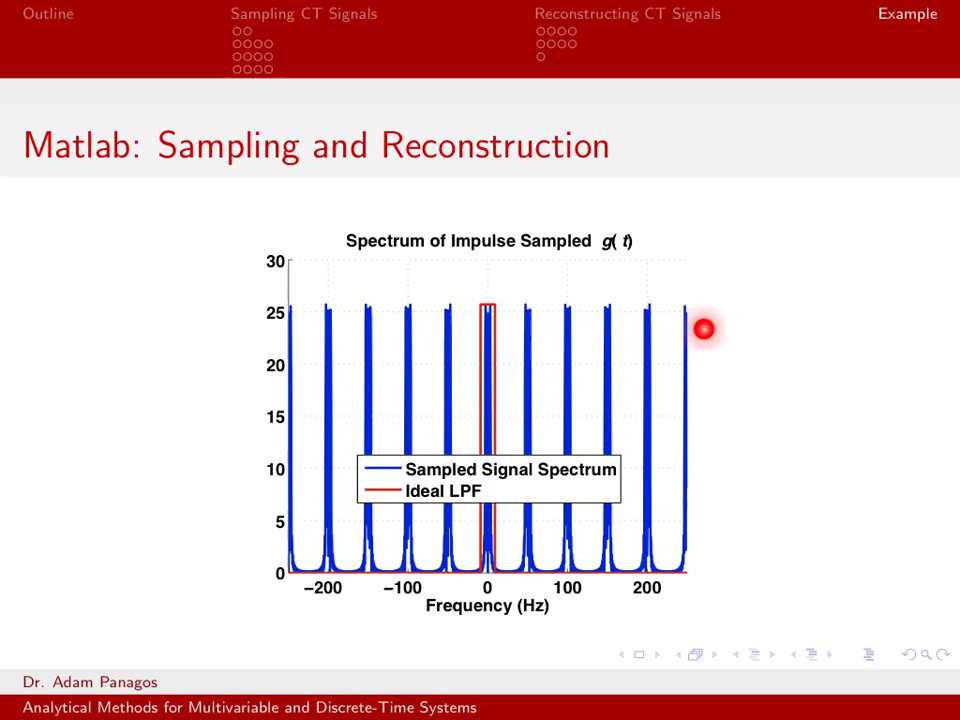 Outline Sampling CT Signals Reconstructing CT Signals Example
Matlab: Sampling and Reconstruction
Spectrum of Impulse Sampled g( t)
30
25
20
15
10
5
0
Sampled Signal Spectrum
Ideal LPF
−200 −100 0 100 200
Frequency (Hz)
Dr. Adam Panagos
Analytical Methods for Multivariable and Discrete-Time Systems